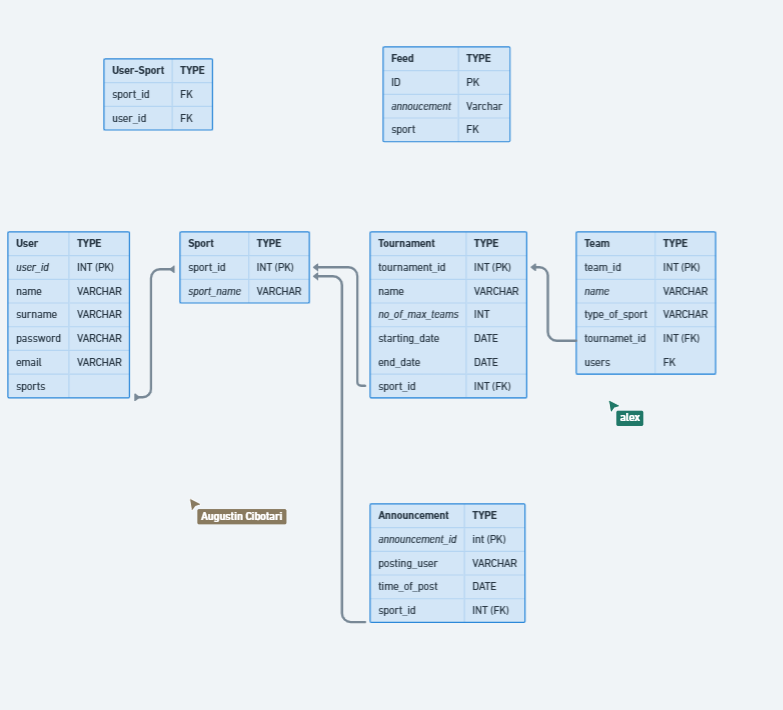 User-Sport TYPE
sport_id FK
user_id FK
Feed TYPE
ID PK
annoucement Varchar
sport FK
User TYPE
user_id INT (PK)
name VARCHAR
surname VARCHAR
password VARCHAR
email VARCHAR
sports
Sport TYPE
sport_id INT (PK)
sport_name VARCHAR
Tournament TYPE
tournament_id INT (PK)
name VARCHAR
no_of_max_teams INT
starting_date DATE
end_date DATE
sport_id INT (FK)
Team TYPE
team_id INT (PK)
name VARCHAR
type_of_sport VARCHAR
tournamet_id INT (FK)
users FK
alex
Augustin Cibotari
Announcement TYPE
announcement_id int (PK)
posting_user VARCHAR
time_of_post DATE
sport_id INT (FK)